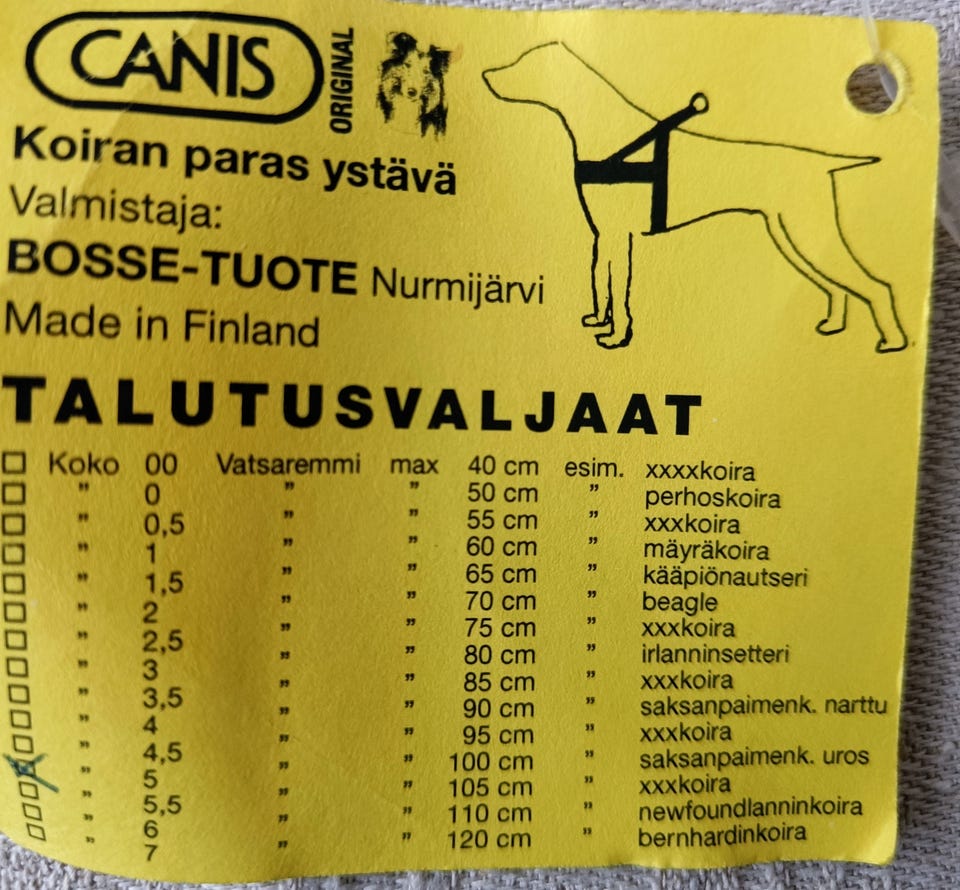 CANIS ORIGINAL
Koiran paras ystävä
Valmistaja:
BOSSE-TUOTE Nurmijärvi
Made in Finland
TALUTUSVALJAAT
Koko 00 Vatsaremmi max 40 cm esim. xxxxkoira
" 0 " " 50 cm " perhoskoira
" 0,5 " " 55 cm " xxxkoira
" 1 " " 60 cm " mäyräkoira
" 1,5 " " 65 cm " kääpiönautseri
" 2 " " 70 cm " beagle
" 2,5 " " 75 cm " xxxkoira
" 3 " " 80 cm " irlanninsetteri
" 3,5 " " 85 cm " xxxkoira
" 4 " " 90 cm " saksanpaimenk. narttu
" 4,5 " " 95 cm " xxxkoira
" 5 " " 100 cm " saksanpaimenk. uros
" 5,5 " " 105 cm " xxxkoira
" 6 " " 110 cm " newfoundlanninkoira
" 7 " " 120 cm " bernhardinkoira